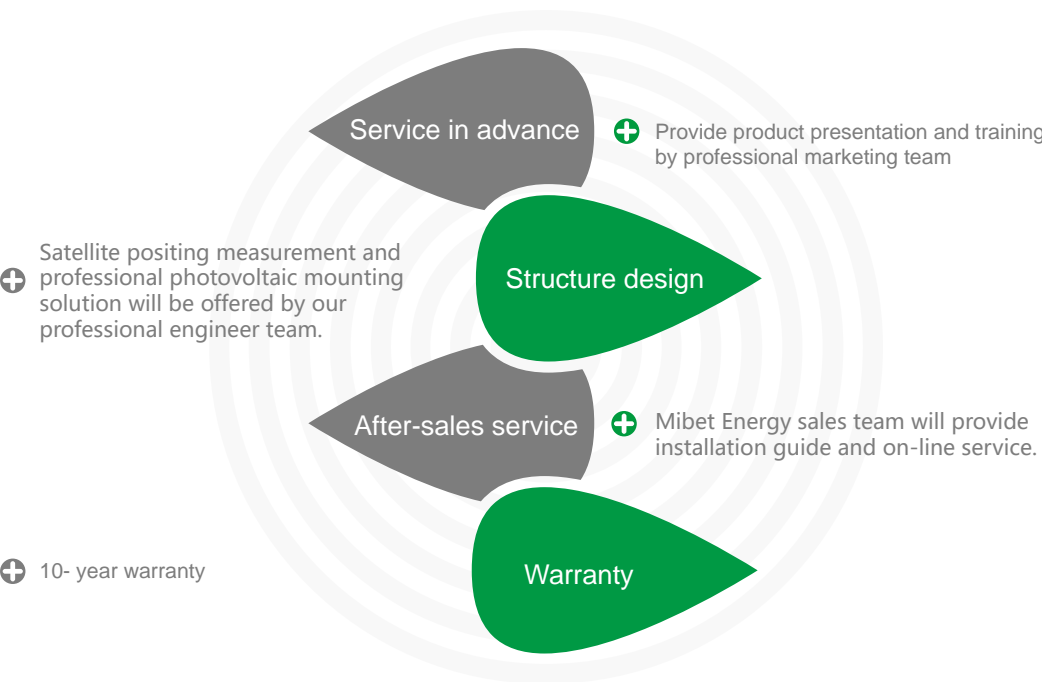 Service in advance
Provide product presentation and training
by professional marketing team
Satellite positing measurement and
professional photovoltaic mounting
solution will be offered by our
professional engineer team.
Structure design
After-sales service
Mibet Energy sales team will provide
installation guide and on-line service.
10- year warranty
Warranty